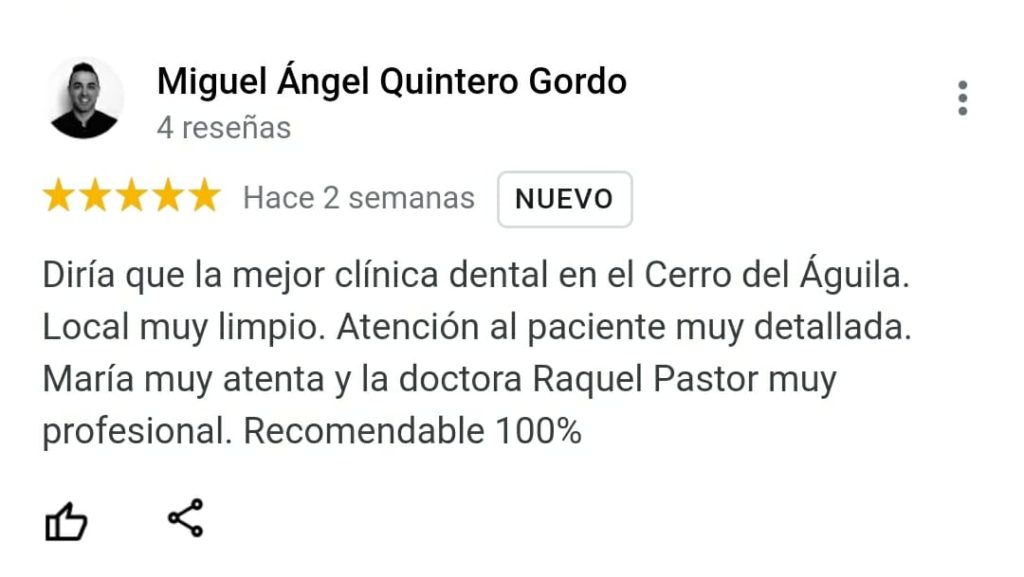 Miguel Ángel Quintero Gordo
4 reseñas
Hace 2 semanas NUEVO
Diría que la mejor clínica dental en el Cerro del Águila.
Local muy limpio. Atención al paciente muy detallada.
María muy atenta y la doctora Raquel Pastor muy
profesional. Recomendable 100%